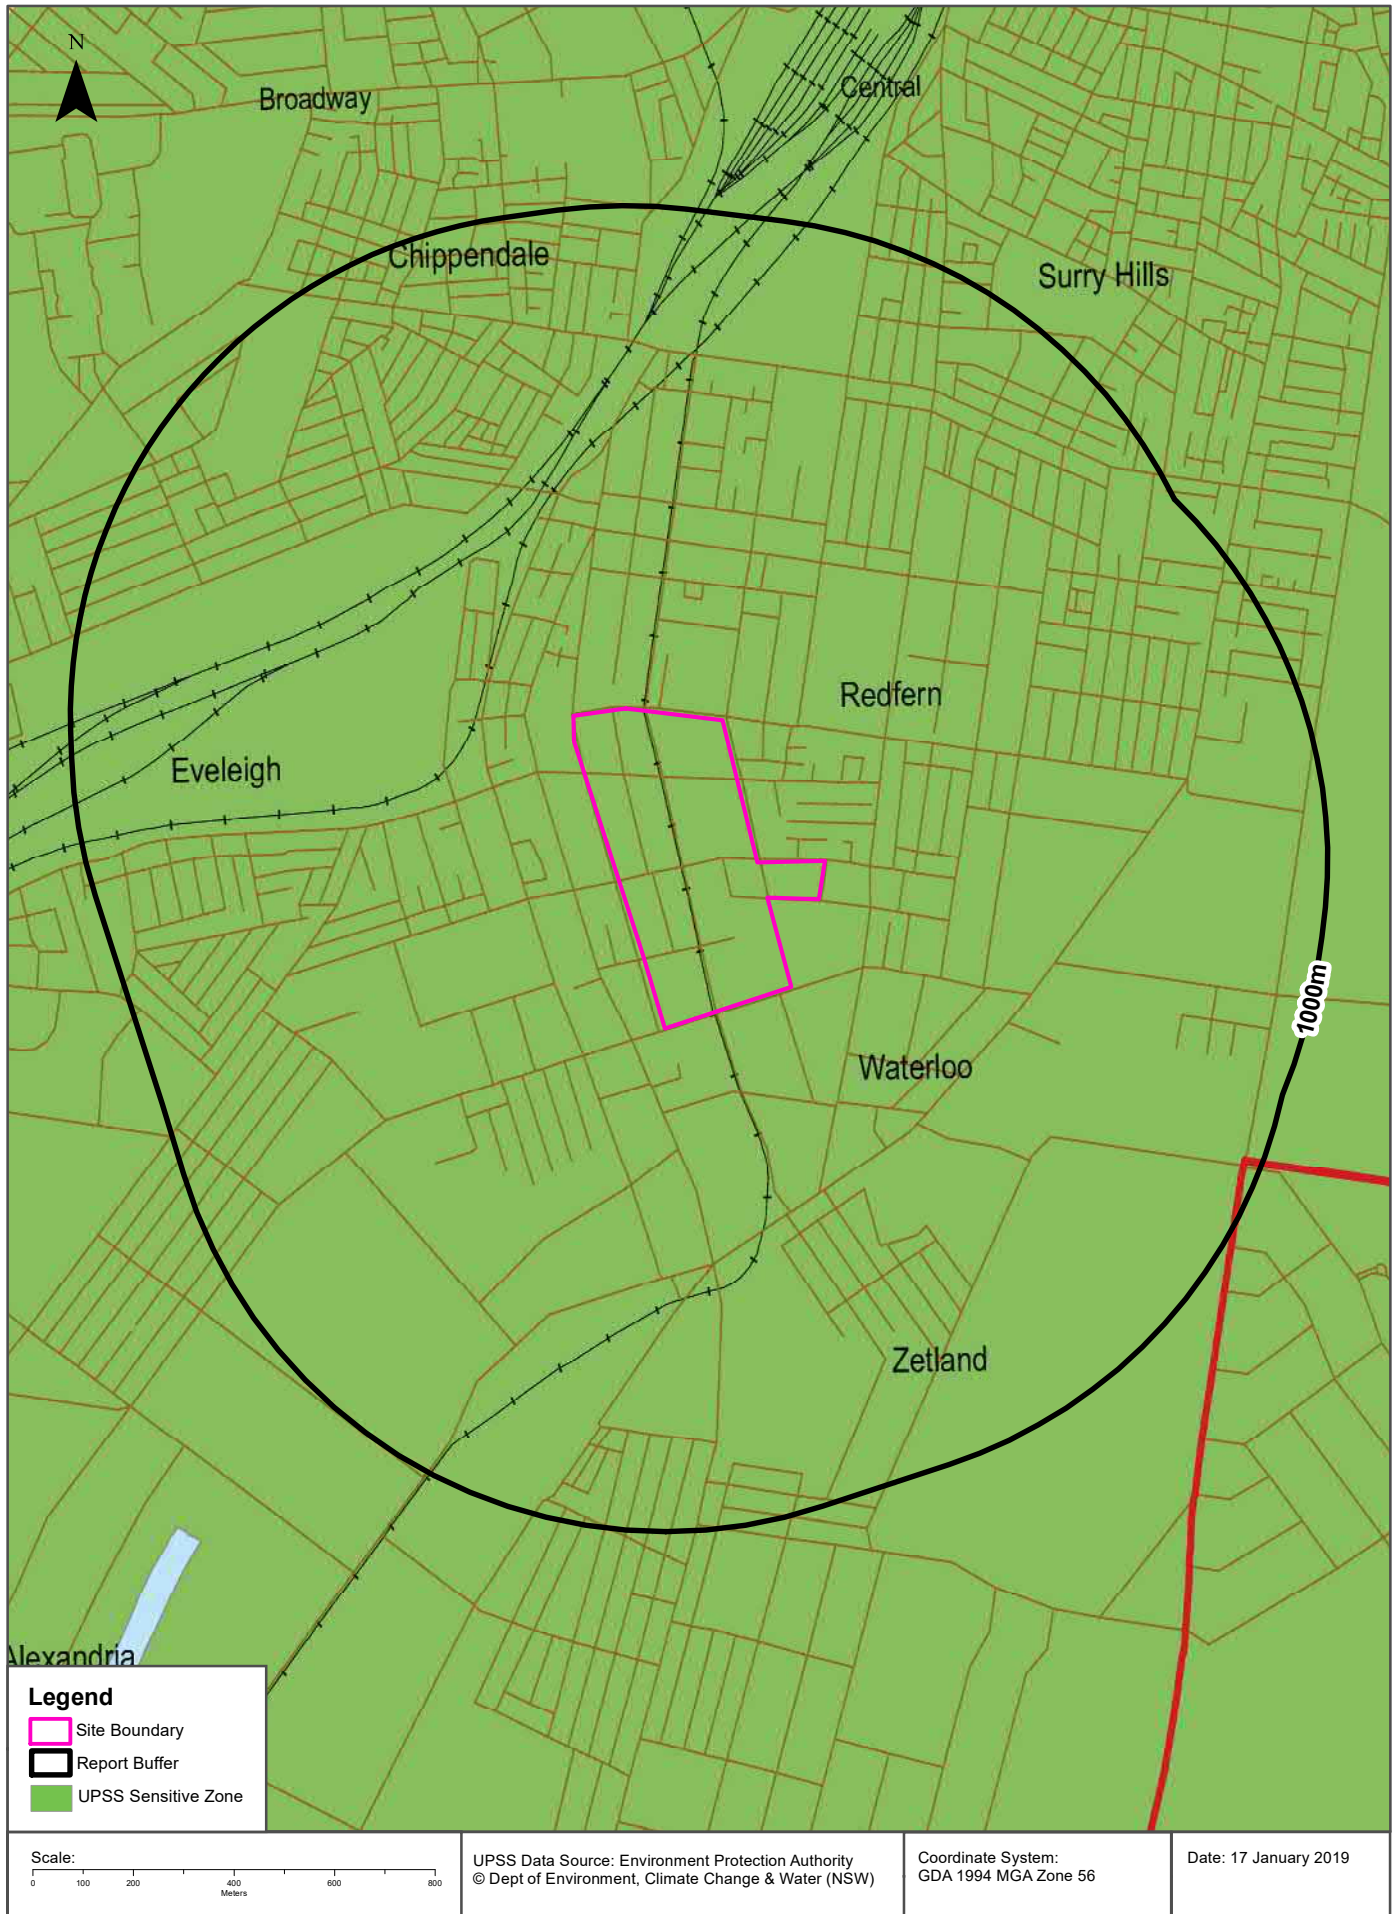 N
Broadway
Central
Chippendale
Surry Hills
Redfern
Eveleigh
1000m
Waterloo
Zetland
Alexandria
Legend
Site Boundary
Report Buffer
UPSS Sensitive Zone
Scale:
0 100 200 400 600 800
Meters
UPSS Data Source: Environment Protection Authority
© Dept of Environment, Climate Change & Water (NSW)
Coordinate System:
GDA 1994 MGA Zone 56
Date: 17 January 2019